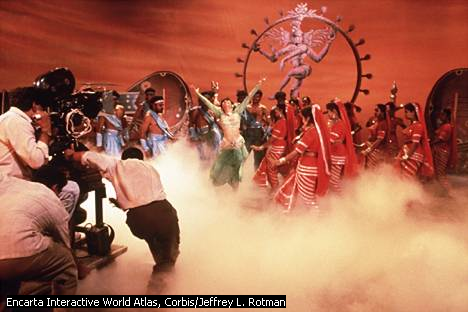 Encarta Interactive World Atlas, Corbis/Jeffrey L. Rotman